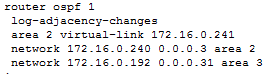 router ospf 1
log-adjacency-changes
area 2 virtual-link 172.16.0.241
network 172.16.0.240 0.0.0.3 area 2
network 172.16.0.192 0.0.0.31 area 3